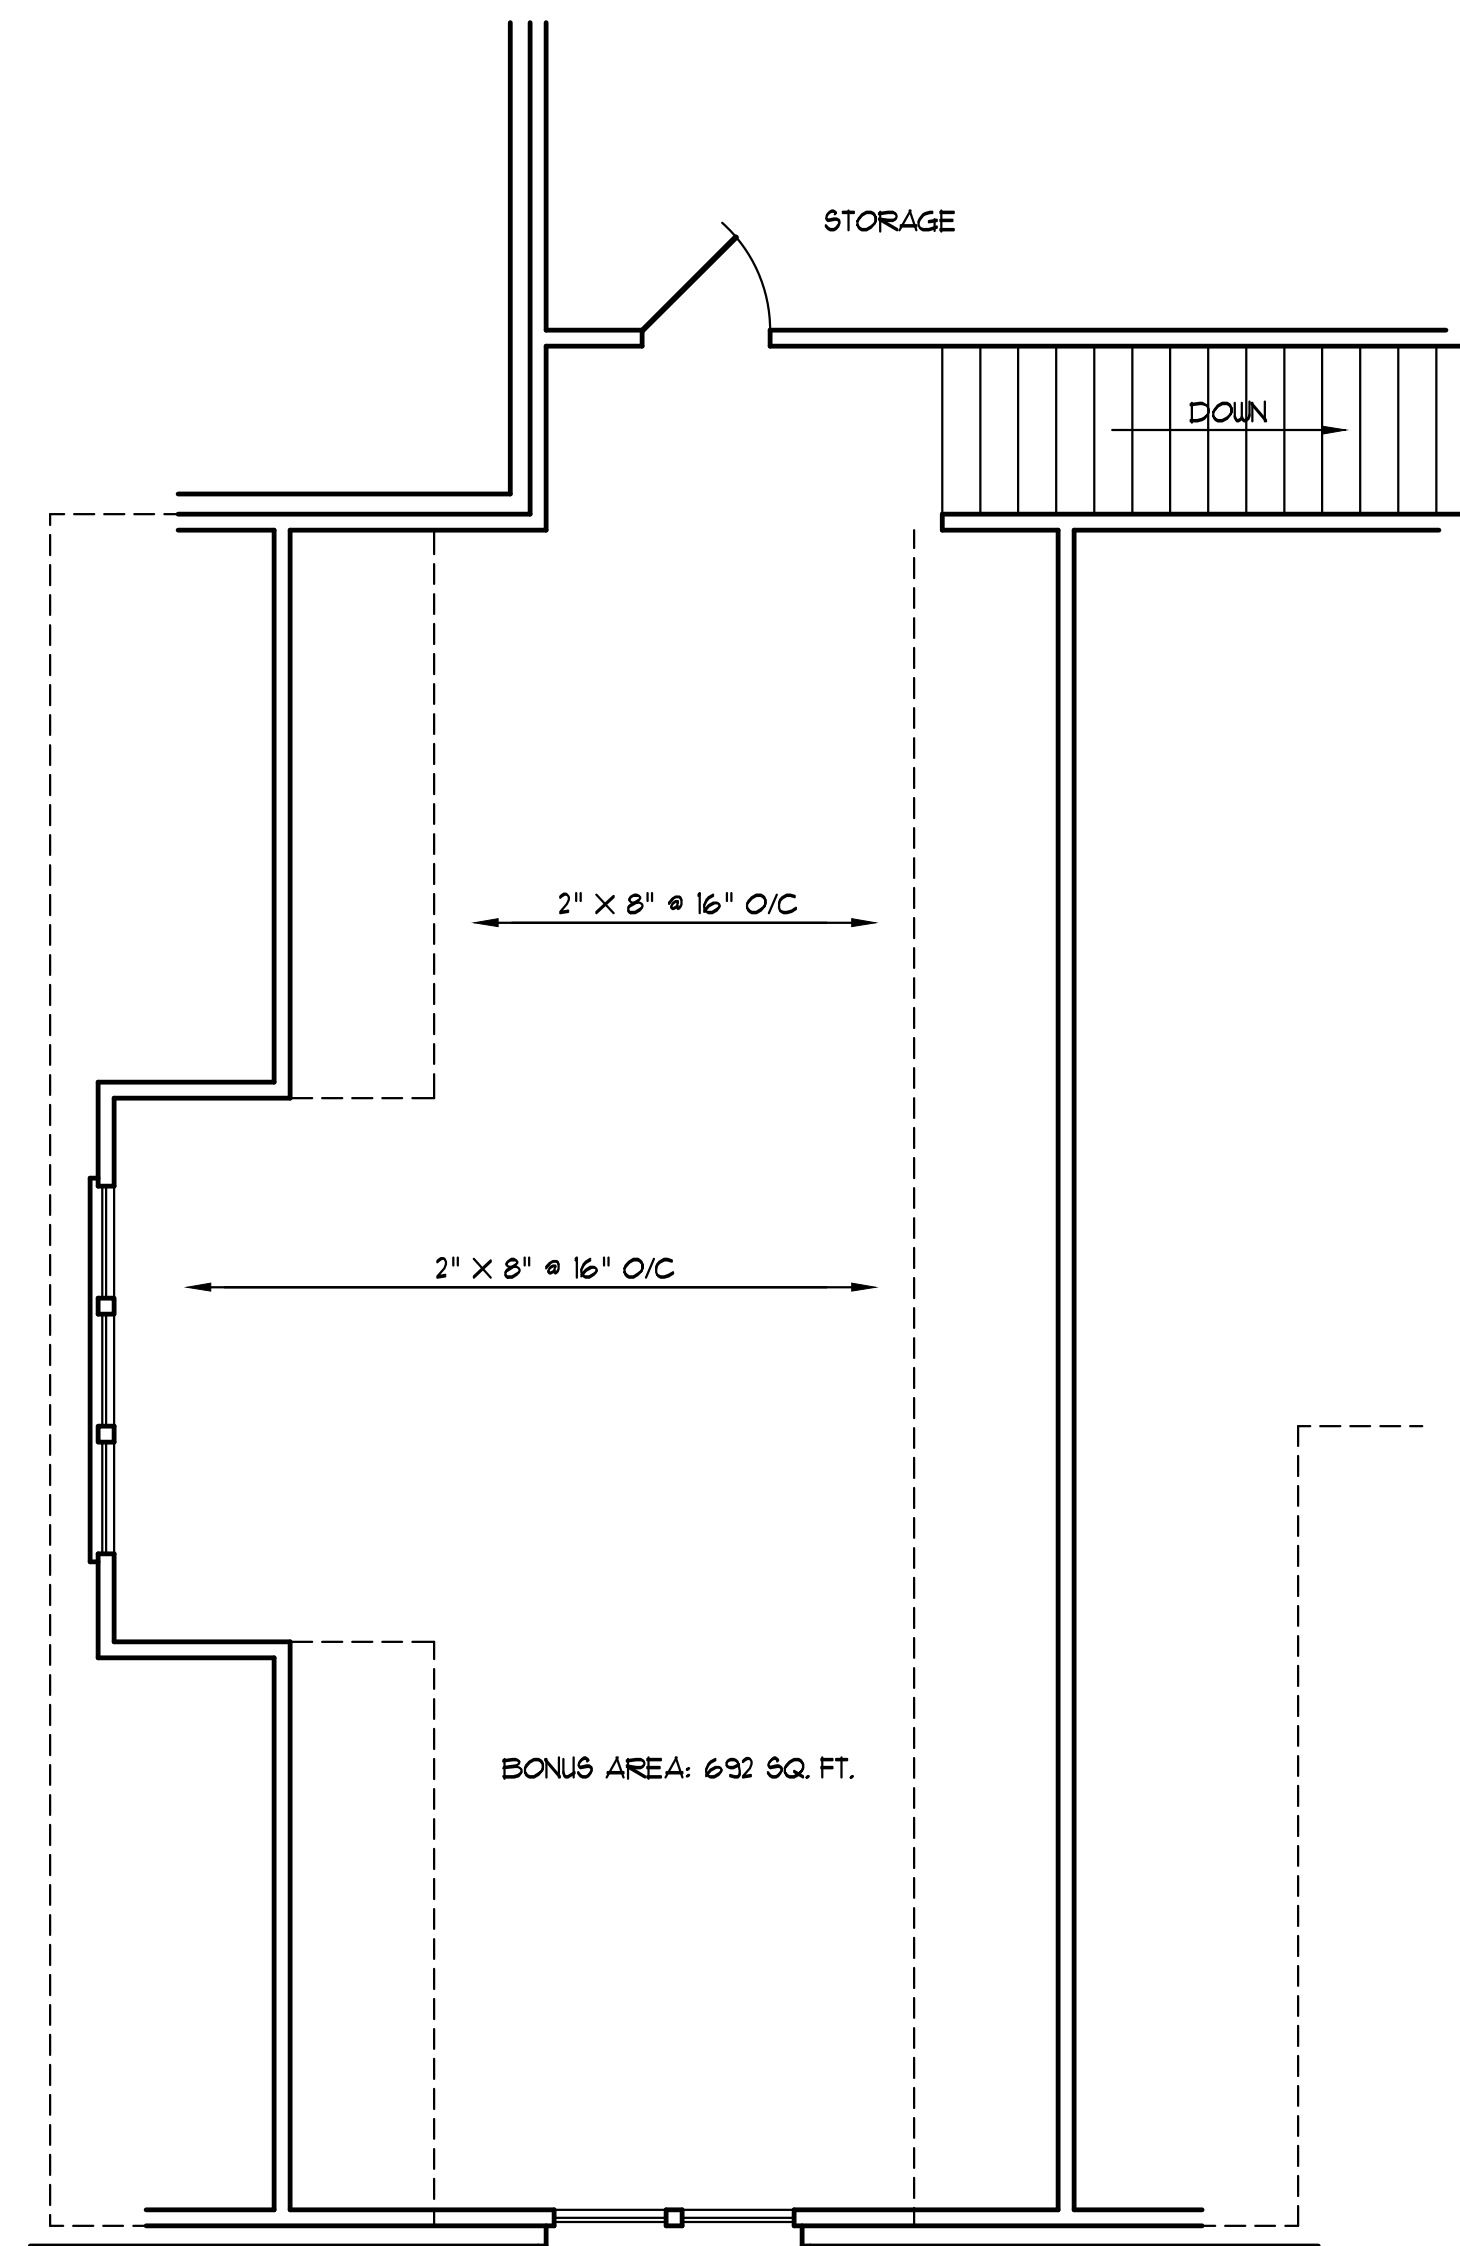 STORAGE
DOWN
2" X 8" @ 16" O/C
2" X 8" @ 16" O/C
BONUS AREA: 692 SQ. FT.